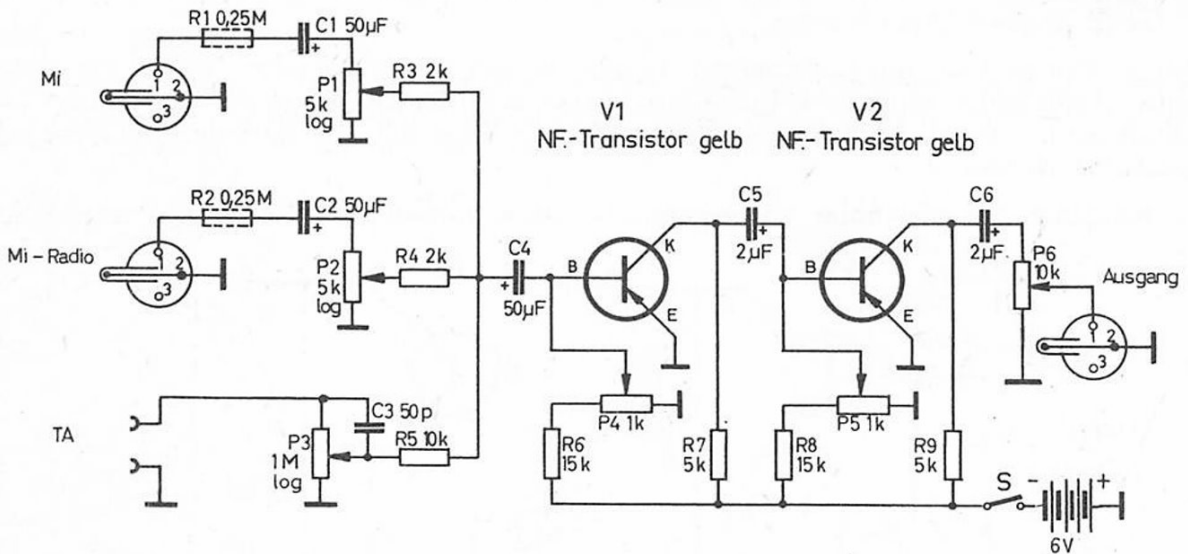 R1 0,25M
C1 50µF
+
Mi
1
2
3
P1
5k
log
R3 2k
V1
NF.-Transistor gelb
V2
NF.-Transistor gelb
R2 0,25M
C2 50µF
+
Mi-Radio
1
2
3
P2
5k
log
R4 2k
C4
+
50µF
B
K
E
C5
+
2µF
B
K
E
C6
+
2µF
P6
10k
Ausgang
1
2
3
TA
P3
1M
log
C3 50p
R5 10k
P4 1k
R6
15k
R7
5k
P5 1k
R8
15k
R9
5k
S
-
+
6V